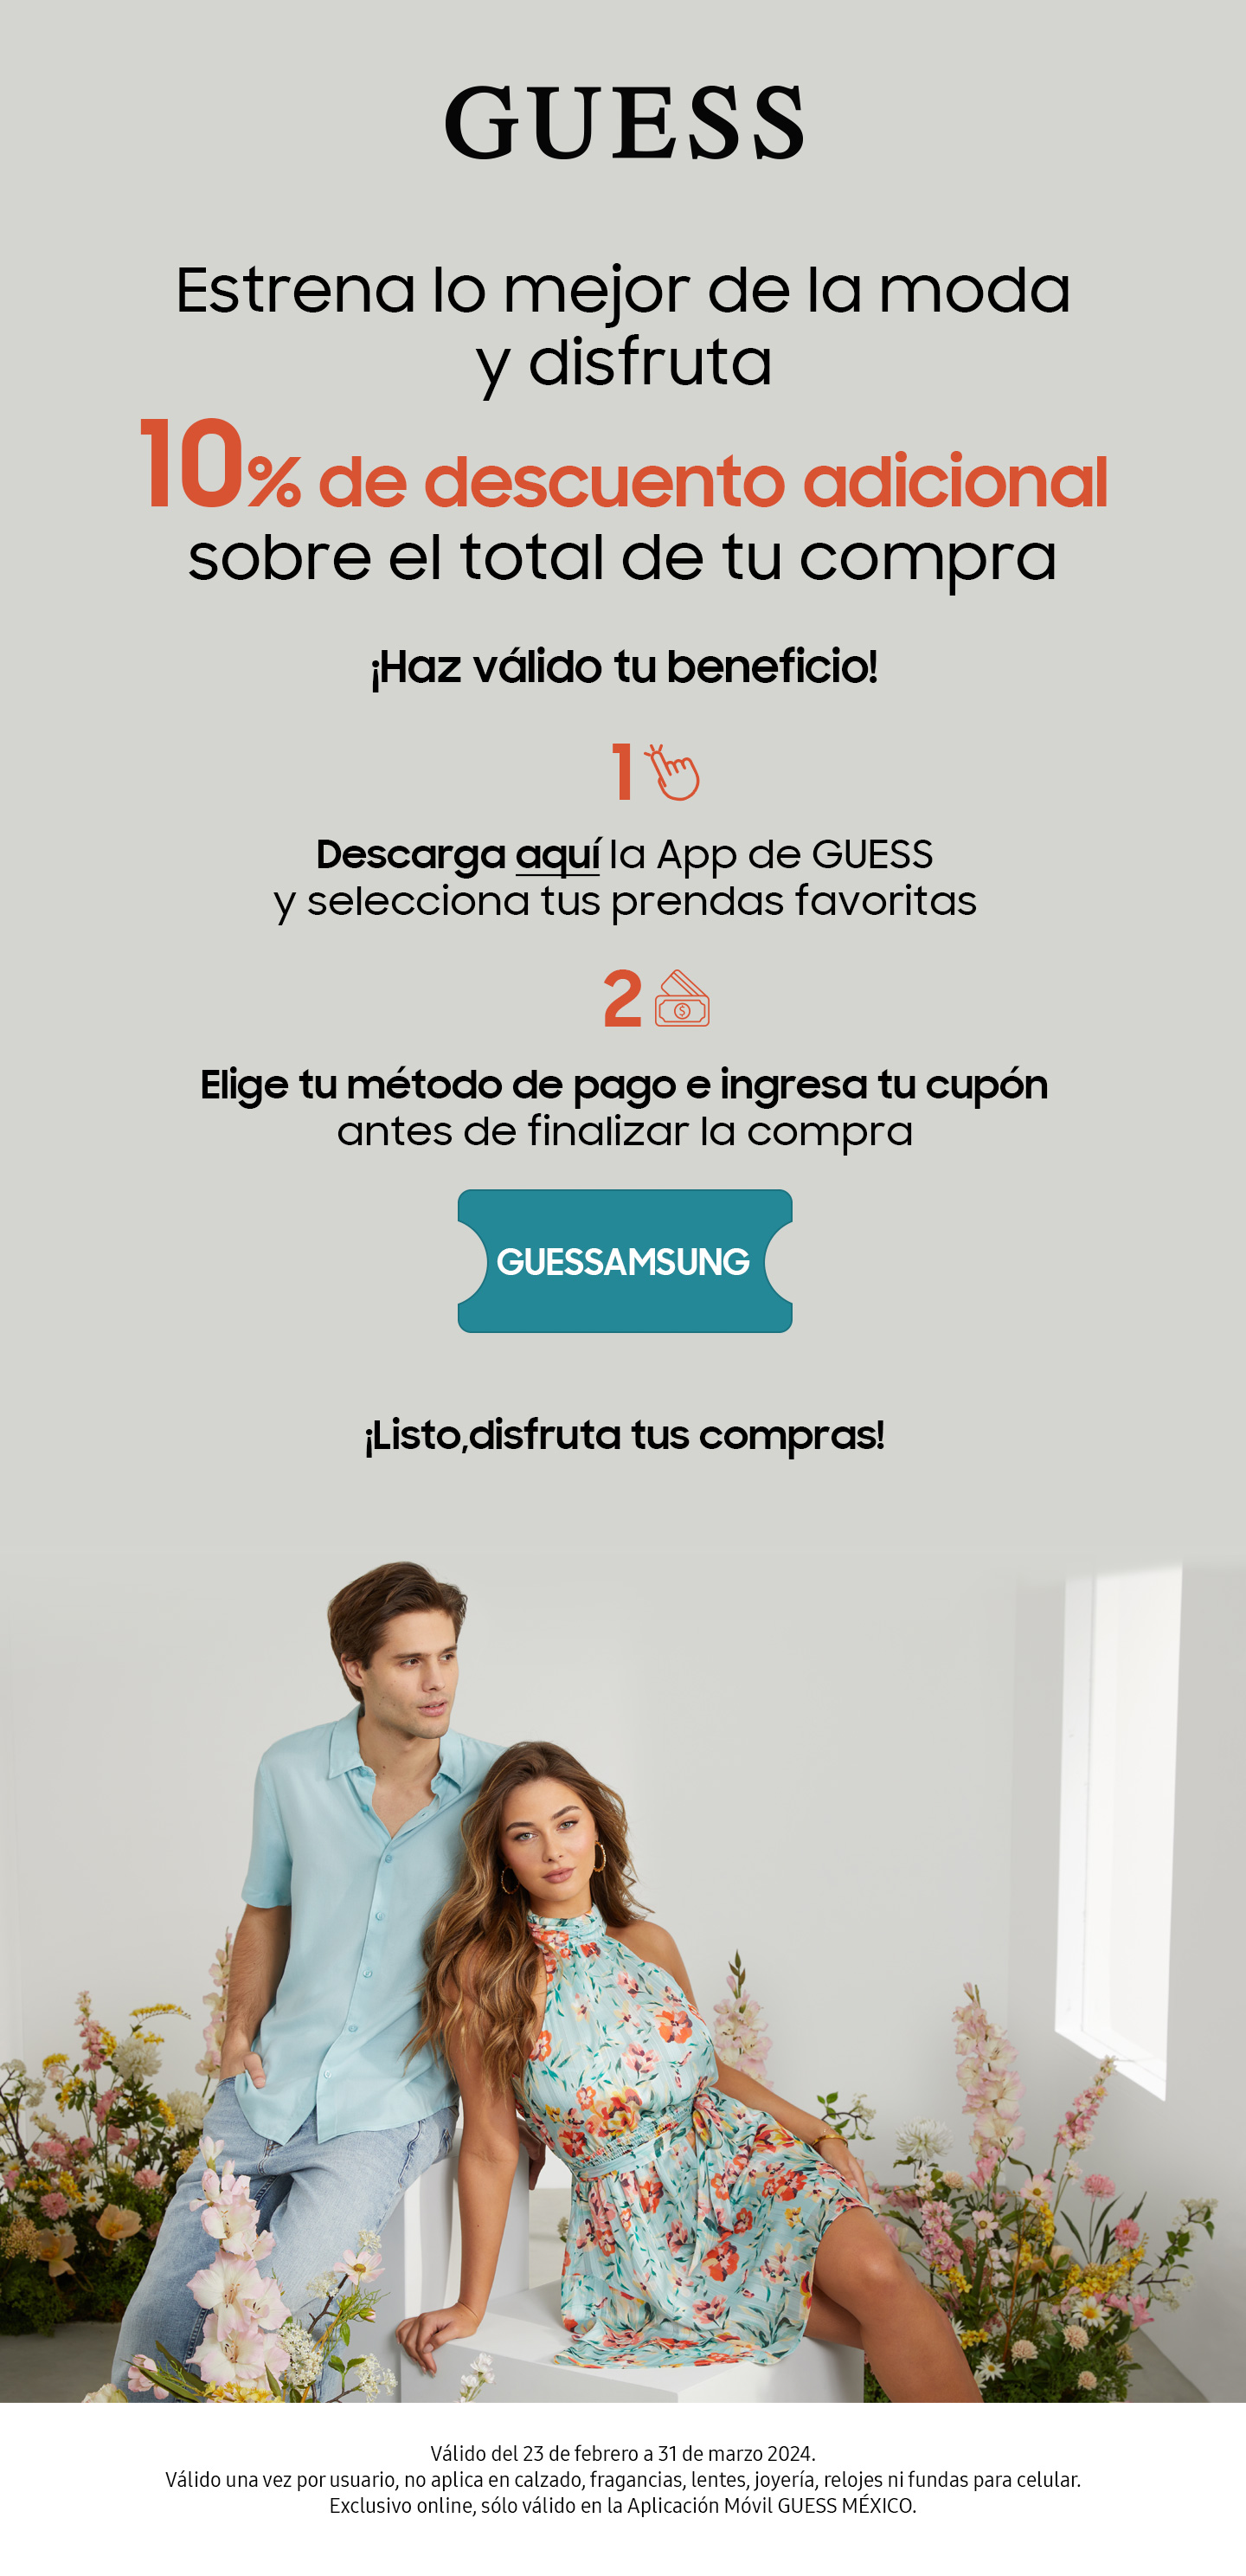 GUESS
Estrena lo mejor de la moda
y disfruta
10% de descuento adicional
sobre el total de tu compra
¡Haz válido tu beneficio!
1
Descarga aquí la App de GUESS
y selecciona tus prendas favoritas
2
Elige tu método de pago e ingresa tu cupón
antes de finalizar la compra
GUESSAMSUNG
¡Listo,disfruta tus compras!
Válido del 23 de febrero a 31 de marzo 2024.
Válido una vez por usuario, no aplica en calzado, fragancias, lentes, joyería, relojes ni fundas para celular.
Exclusivo online, sólo válido en la Aplicación Móvil GUESS MÉXICO.